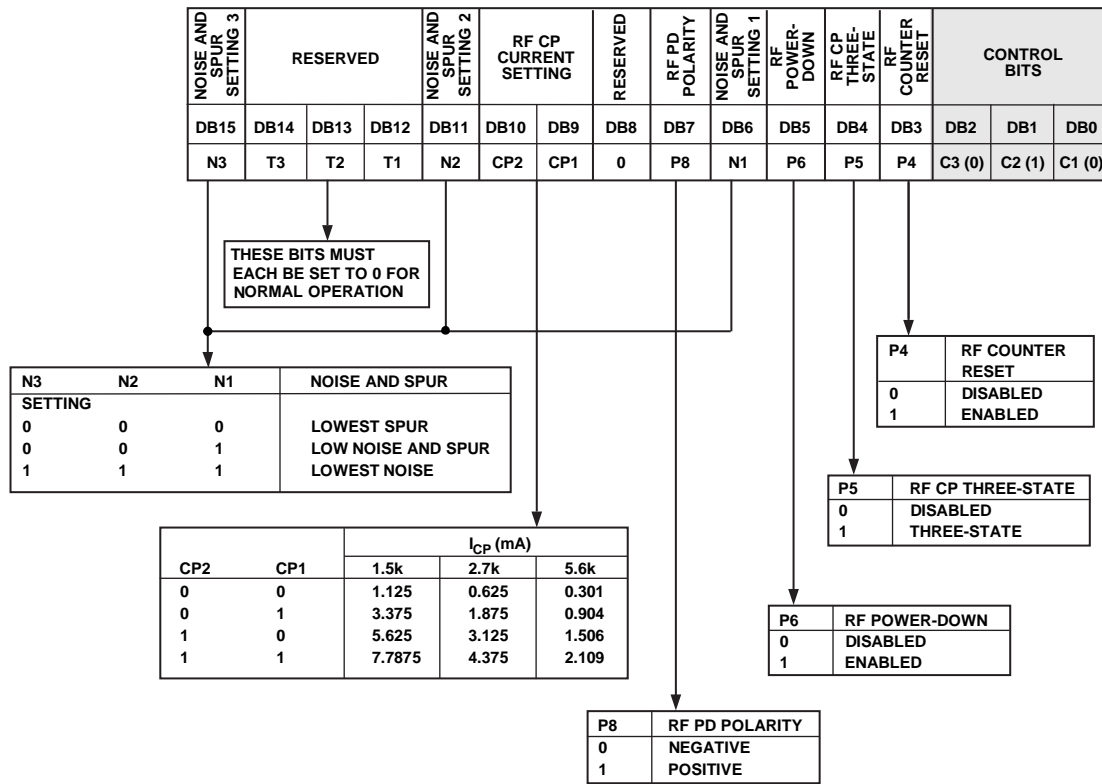 NOISE AND SPUR SETTING 3
RESERVED
NOISE AND SPUR SETTING 2
RF CP CURRENT SETTING
RESERVED
RF PD POLARITY
NOISE AND SPUR SETTING 1
RF POWER-DOWN
RF CP THREE-STATE
RF COUNTER RESET
CONTROL BITS
DB15 DB14 DB13 DB12 DB11 DB10 DB9 DB8 DB7 DB6 DB5 DB4 DB3 DB2 DB1 DB0
N3 T3 T2 T1 N2 CP2 CP1 0 P8 N1 P6 P5 P4 C3 (0) C2 (1) C1 (0)
THESE BITS MUST
EACH BE SET TO 0 FOR
NORMAL OPERATION
N3 N2 N1 NOISE AND SPUR
SETTING
0 0 0 LOWEST SPUR
0 0 1 LOW NOISE AND SPUR
1 1 1 LOWEST NOISE
P4 RF COUNTER
RESET
0 DISABLED
1 ENABLED
P5 RF CP THREE-STATE
0 DISABLED
1 THREE-STATE
ICP (mA)
CP2 CP1 1.5k 2.7k 5.6k
0 0 1.125 0.625 0.301
0 1 3.375 1.875 0.904
1 0 5.625 3.125 1.506
1 1 7.7875 4.375 2.109
P6 RF POWER-DOWN
0 DISABLED
1 ENABLED
P8 RF PD POLARITY
0 NEGATIVE
1 POSITIVE